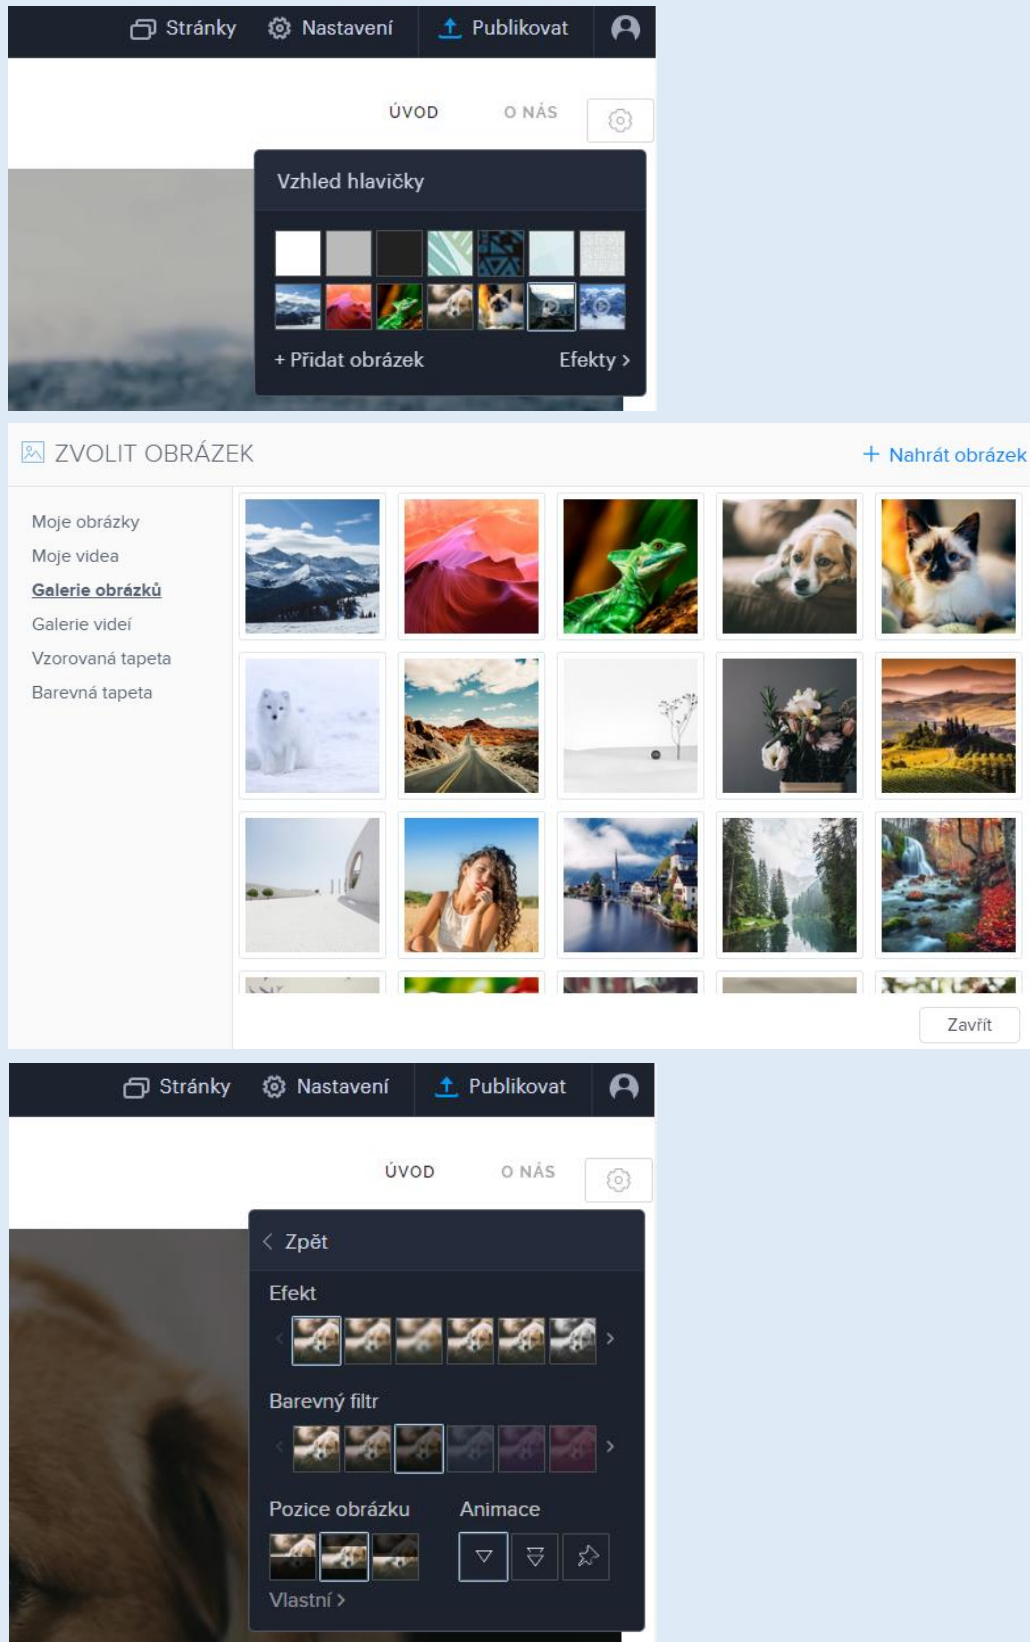 Stránky Nastavení Publikovat
ÚVOD O NÁS
Vzhled hlavičky
+ Přidat obrázek Efekty >
ZVOLIT OBRÁZEK + Nahrát obrázek
Moje obrázky
Moje videa
Galerie obrázků
Galerie videí
Vzorovaná tapeta
Barevná tapeta
Zavřít
Stránky Nastavení Publikovat
ÚVOD O NÁS
< Zpět
Efekt
Barevný filtr
Pozice obrázku Animace
Vlastní >